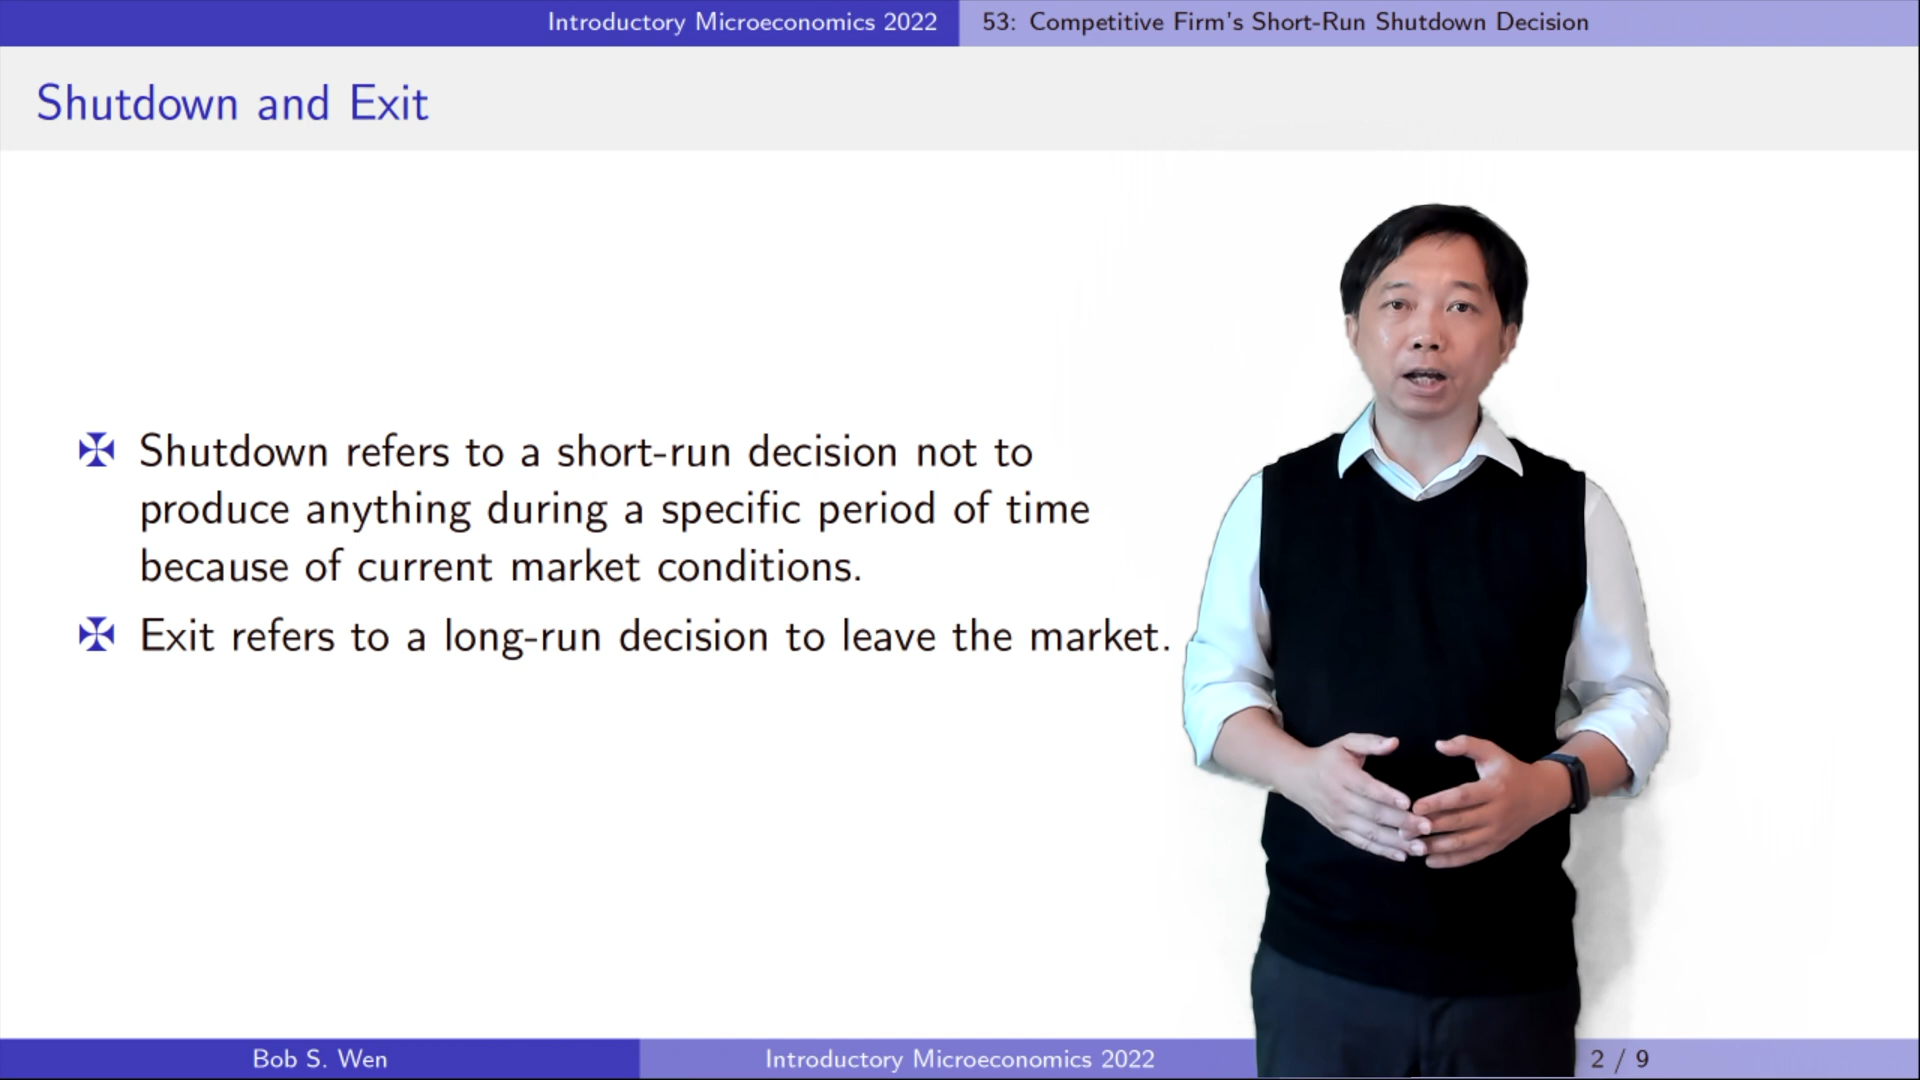 Introductory Microeconomics 2022
53: Competitive Firm's Short-Run Shutdown Decision
Shutdown and Exit
Shutdown refers to a short-run decision not to
produce anything during a specific period of time
because of current market conditions.
Exit refers to a long-run decision to leave the market.
Bob S. Wen
Introductory Microeconomics 2022
2 / 9